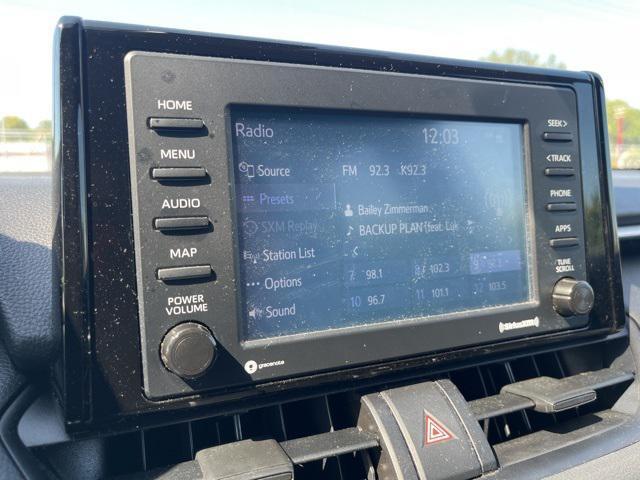 HOME
MENU
AUDIO
MAP
POWER
VOLUME
Radio 12:03
Source
Presets
SXM Replay
Station List
Options
Sound
FM 92.3 K92.3
Bailey Zimmerman
BACKUP PLAN (feat. Luk
7 98.1 8 102.3 9
10 96.7 11 101.1 12 103.5
SEEK>
<TRACK
PHONE
APPS
TUNE
SCROLL
gracenote
SiriusXM